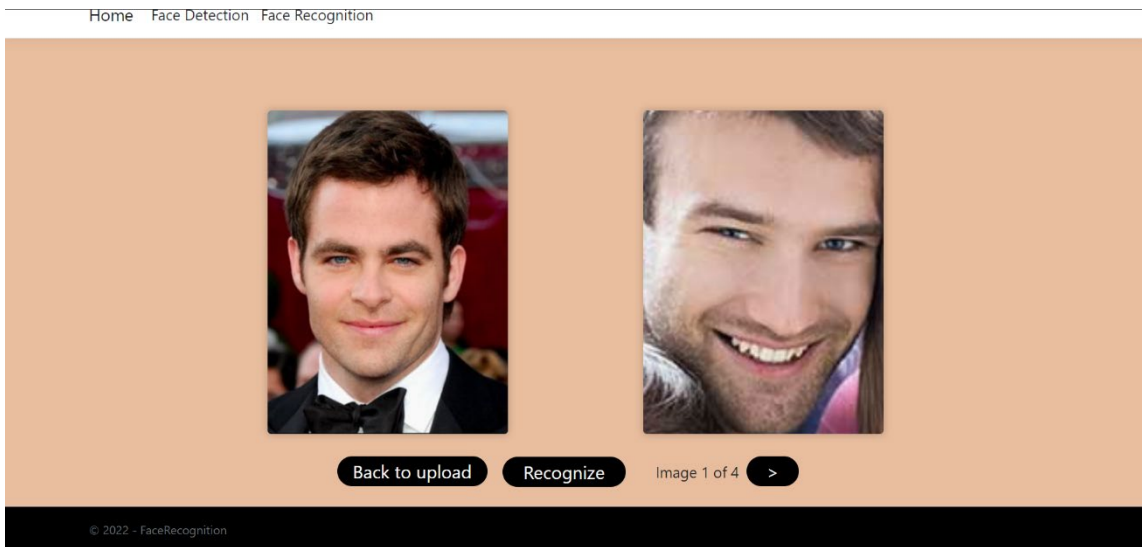 Home Face Detection Face Recognition
Back to upload Recognize Image 1 of 4 >
© 2022 - FaceRecognition